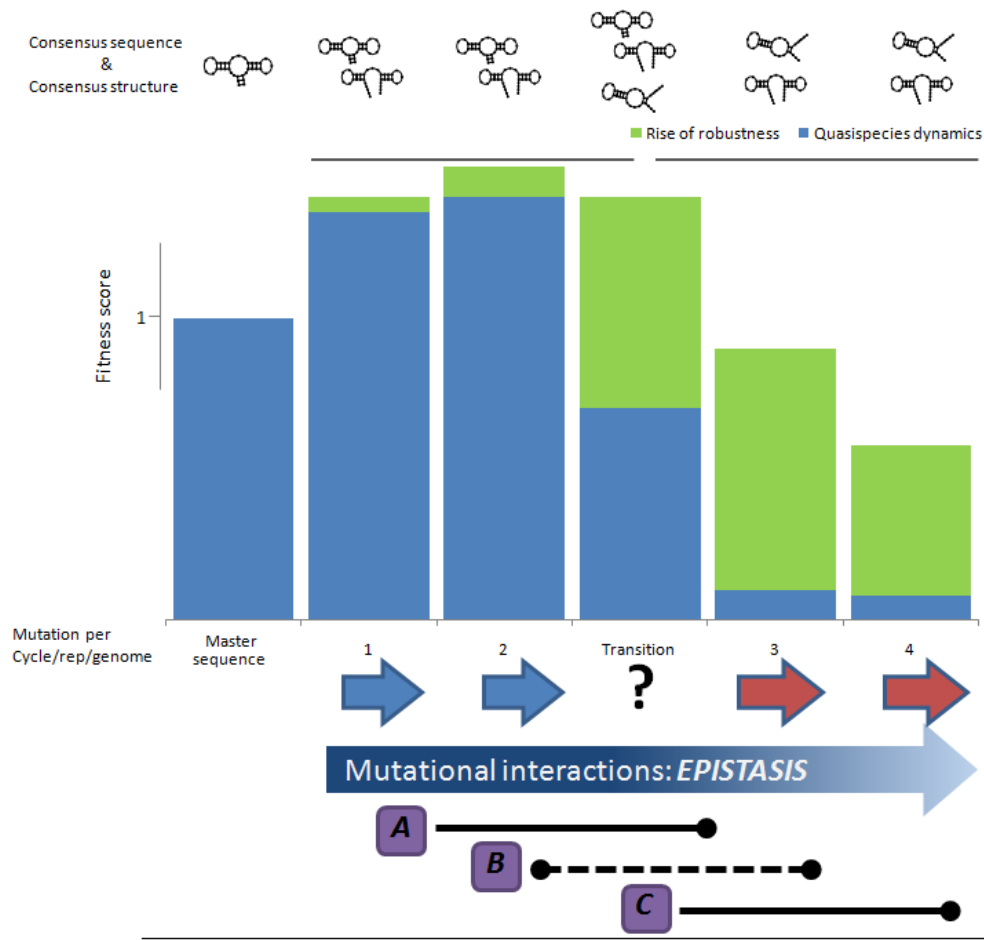 Consensus sequence
&
Consensus structure
Rise of robustness Quasispecies dynamics
Fitness score
1
Mutation per
Cycle/rep/genome
Master
sequence
1
2
Transition
3
4
?
Mutational interactions: EPISTASIS
A
B
C